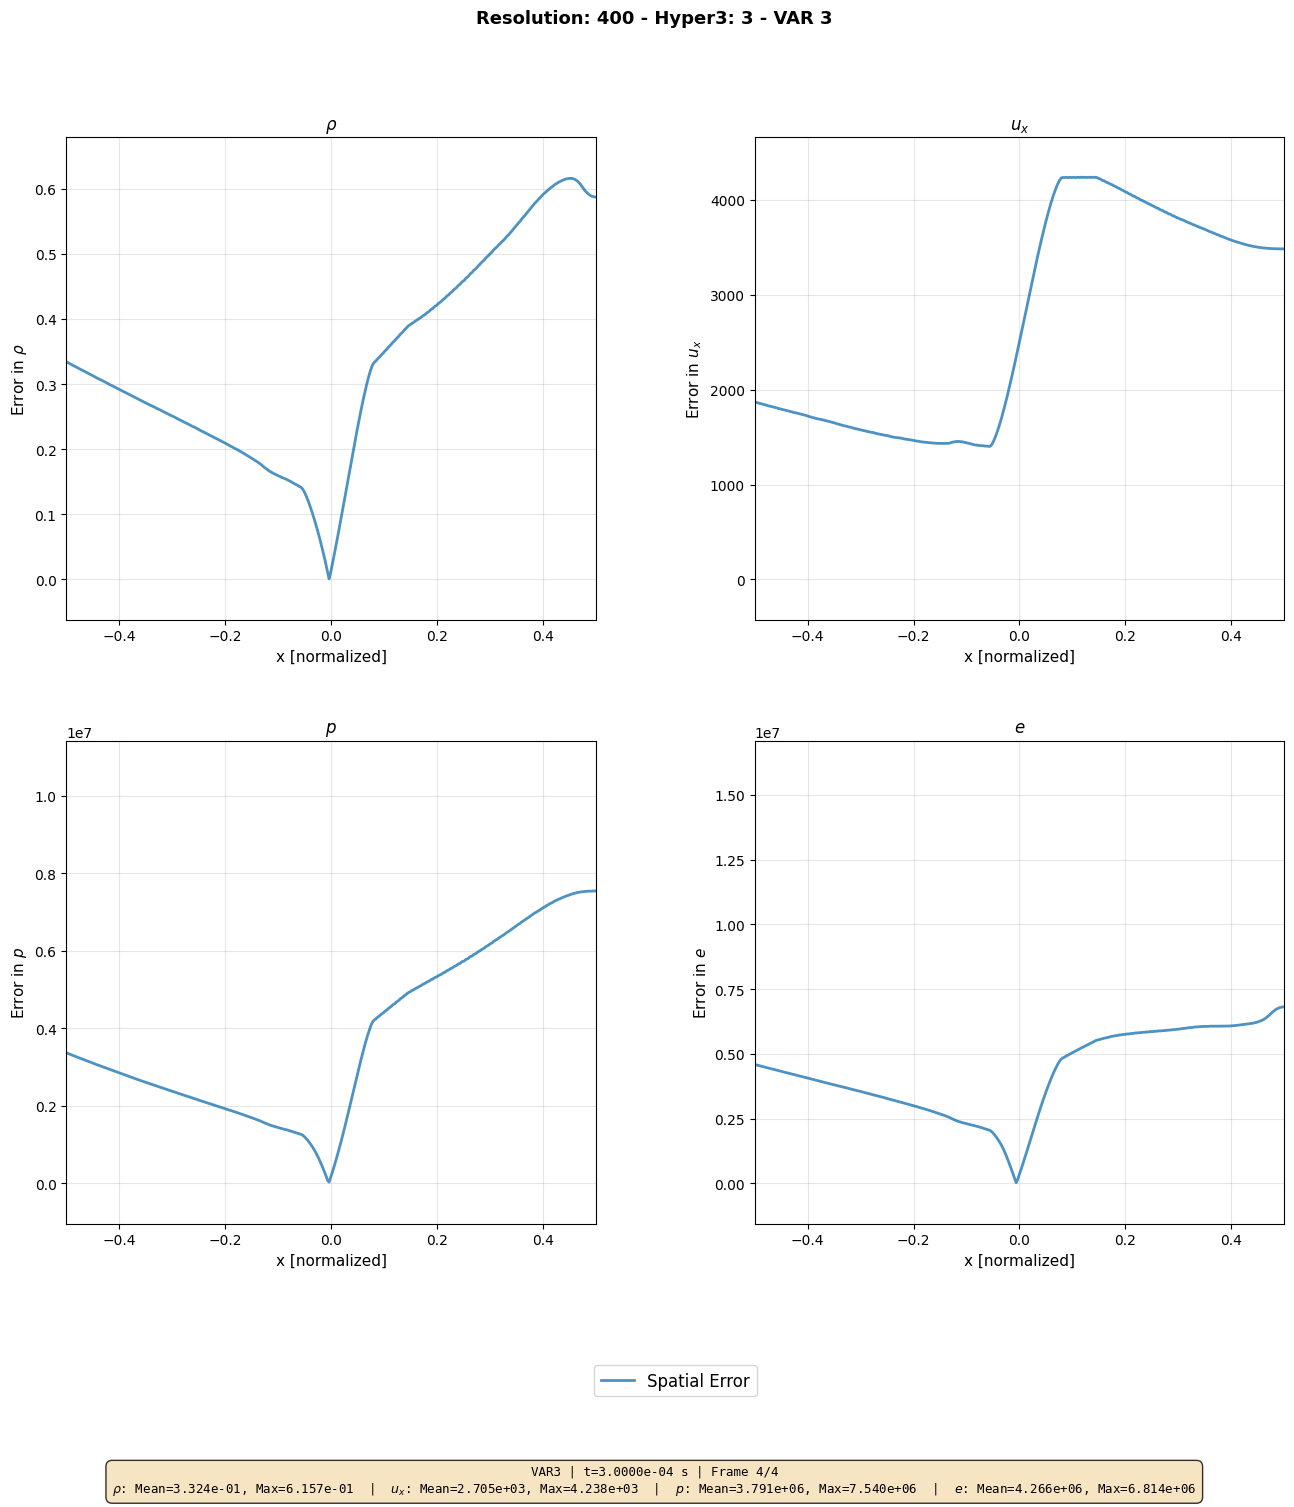 Resolution: 400 - Hyper3: 3 - VAR 3
ρ
Error in ρ
0.6
0.5
0.4
0.3
0.2
0.1
0.0
−0.4 −0.2 0.0 0.2 0.4
x [normalized]
u_x
Error in u_x
4000
3000
2000
1000
0
−0.4 −0.2 0.0 0.2 0.4
x [normalized]
p
1e7
Error in p
1.0
0.8
0.6
0.4
0.2
0.0
−0.4 −0.2 0.0 0.2 0.4
x [normalized]
e
1e7
Error in e
1.50
1.25
1.00
0.75
0.50
0.25
0.00
−0.4 −0.2 0.0 0.2 0.4
x [normalized]
Spatial Error
VAR3 | t=3.0000e-04 s | Frame 4/4
ρ: Mean=3.324e-01, Max=6.157e-01 | u_x: Mean=2.705e+03, Max=4.238e+03 | p: Mean=3.791e+06, Max=7.540e+06 | e: Mean=4.266e+06, Max=6.814e+06